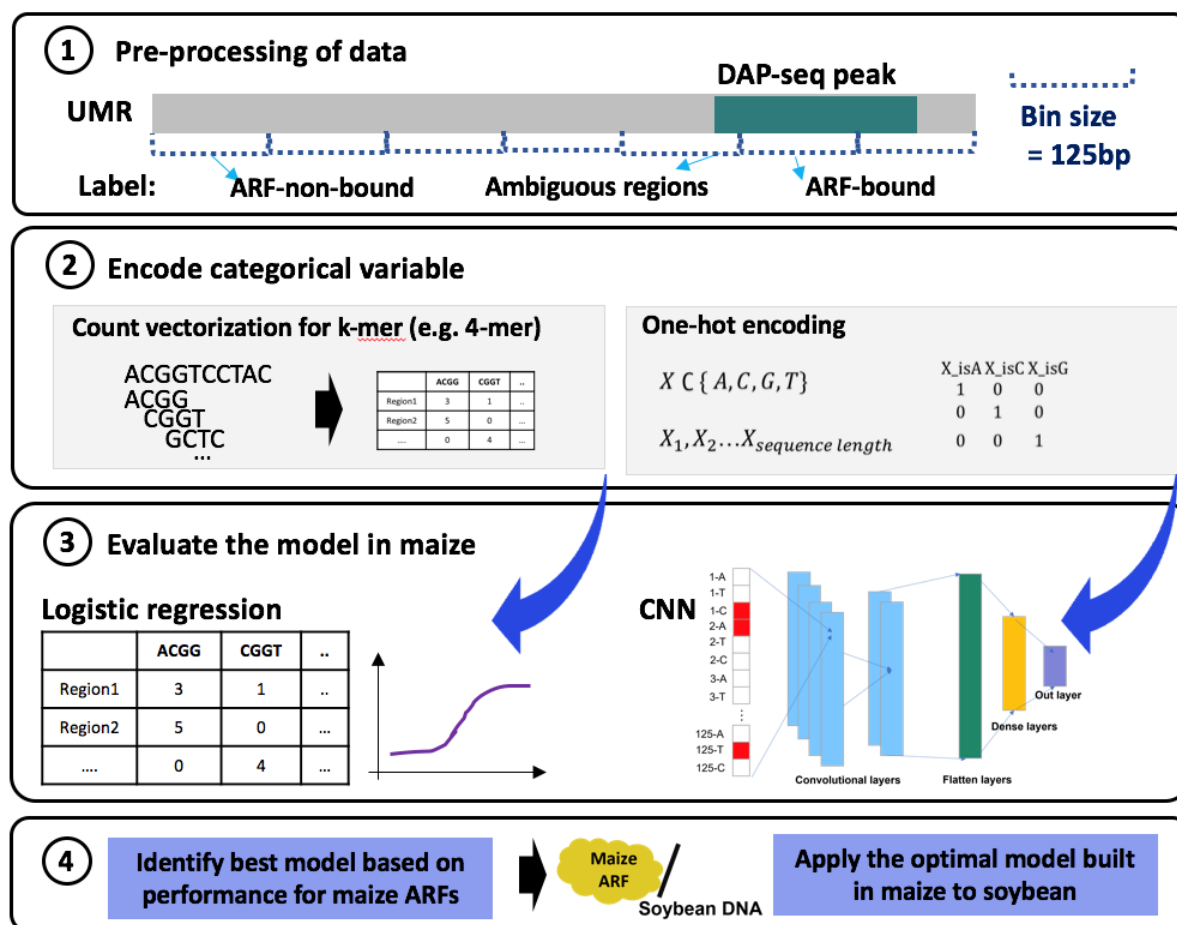 1 Pre-processing of data
DAP-seq peak
UMR
Bin size
= 125bp
Label:
ARF-non-bound
Ambiguous regions
ARF-bound
2 Encode categorical variable
Count vectorization for k-mer (e.g. 4-mer)
ACGGTCCTAC
ACGG
CGGT
GCTC
...
ACGG CGGT ..
Region1 3 1 ..
Region2 5 0 ...
.... 0 4 ...
One-hot encoding
X C { A, C, G, T}
X_1, X_2 ... X_sequence length
X_isA X_isC X_isG
1 0 0
0 1 0
0 0 1
3 Evaluate the model in maize
Logistic regression
ACGG CGGT ..
Region1 3 1 ..
Region2 5 0 ...
.... 0 4 ...
CNN
1-A
1-T
1-C
2-A
2-T
2-C
3-A
3-T
⋮
125-A
125-T
125-C
Convolutional layers
Flatten layers
Dense layers
Out layer
4
Identify best model based on
performance for maize ARFs
Maize
ARF
Soybean DNA
Apply the optimal model built
in maize to soybean